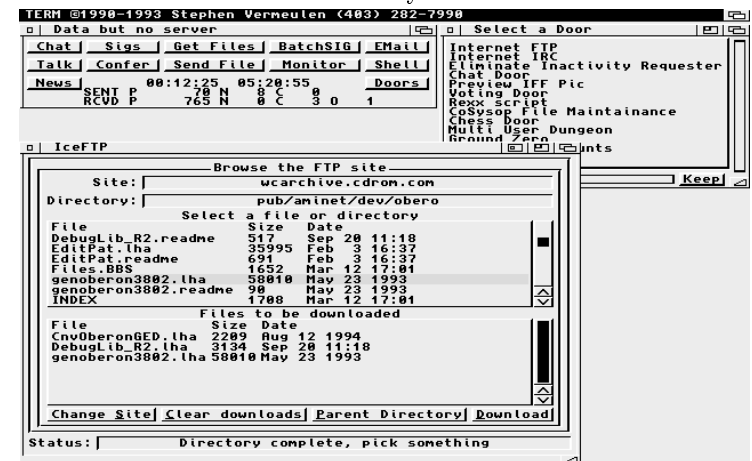 TERM ©1990-1993 Stephen Vermeulen (403) 282-7990
Data but no server
Chat Sigs Get Files BatchSIG EMail
Talk Confer Send File Monitor Shell
News 00:12:25 05:20:55 Doors
SENT P 70 N 8 C 0
RCVD P 765 N 0 C 3 0 1
Select a Door
Internet FTP
Internet IRC
Eliminate Inactivity Requester
Chat Door
Preview IFF Pic
Voting Door
Rexx script
CoSysop File Maintainance
Chess Door
Multi User Dungeon
Ground Zero
unts
Keep
IceFTP
Browse the FTP site
Site: wcarchive.cdrom.com
Directory: pub/aminet/dev/obero
Select a file or directory
File Size Date
DebugLib_R2.readme 517 Sep 20 11:18
EditPat.lha 35995 Feb 3 16:37
EditPat.readme 691 Feb 3 16:37
Files.BBS 1652 Mar 12 17:01
genoberon3802.lha 58010 May 23 1993
genoberon3802.readme 90 May 23 1993
INDEX 1708 Mar 12 17:01
Files to be downloaded
File Size Date
CnvOberonGED.lha 2209 Aug 12 1994
DebugLib_R2.lha 3134 Sep 20 11:18
genoberon3802.lha 58010 May 23 1993
Change Site Clear downloads Parent Directory Download
Status: Directory complete, pick something